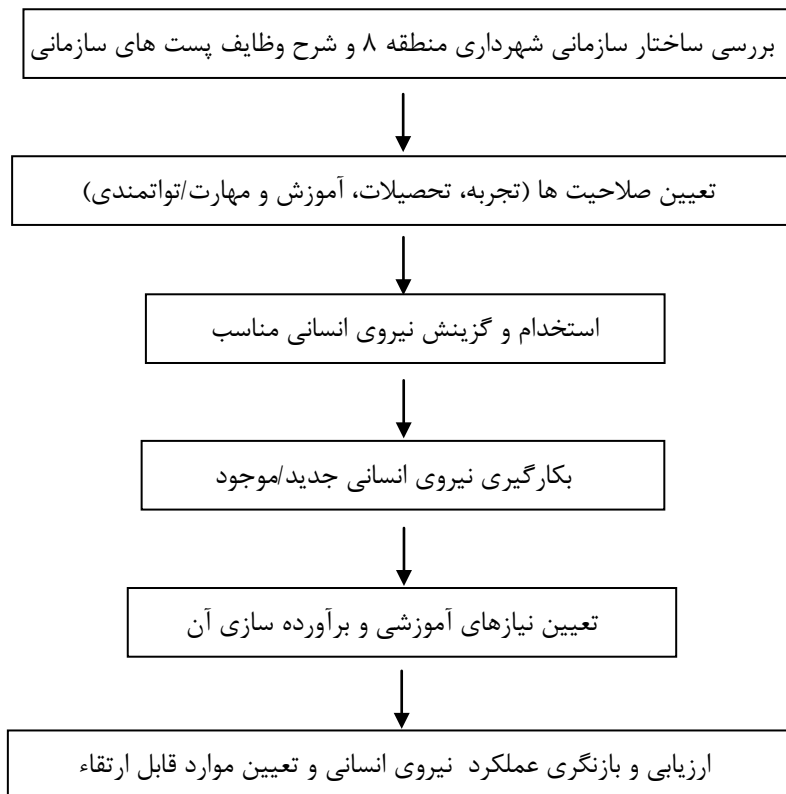 بررسی ساختار سازمانی شهرداری منطقه ۸ و شرح وظایف پست های سازمانی
تعیین صلاحیت ها (تجربه، تحصیلات، آموزش و مهارت/تواتمندی)
استخدام و گزینش نیروی انسانی مناسب
بکارگیری نیروی انسانی جدید/موجود
تعیین نیازهای آموزشی و برآورده سازی آن
ارزیابی و بازنگری عملکرد نیروی انسانی و تعیین موارد قابل ارتقاء